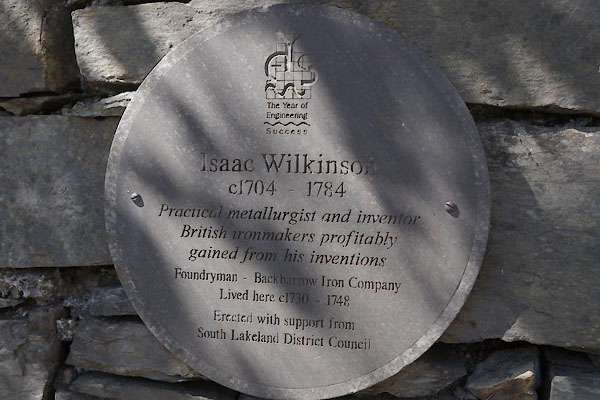 The Year of
Engineering
Success
Isaac Wilkinson
c1704 - 1784
Practical metallurgist and inventor
British ironmakers profitably
gained from his inventions
Foundryman - Backbarrow Iron Company
Lived here c1730 - 1748
Erected with support from
South Lakeland District Council